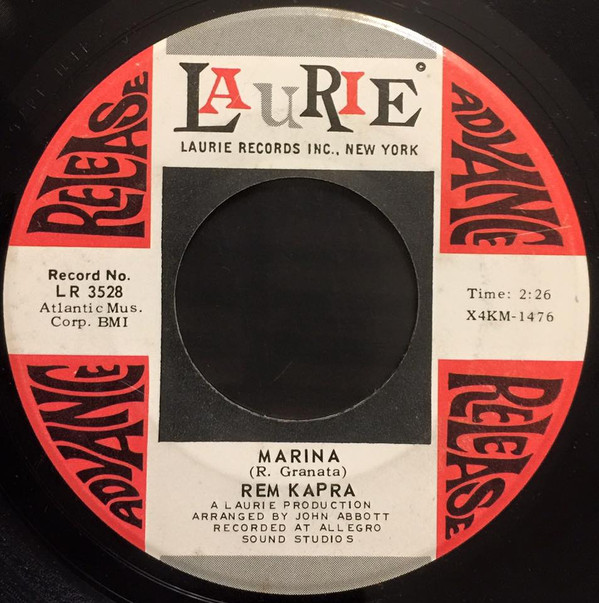 LAuRIE
LAURIE RECORDS INC., NEW YORK
RELEASE
ADVANCE
Record No.
LR 3528
Atlantic Mus.
Corp. BMI
Time: 2:26
X4KM-1476
ADVANCE
RELEASE
MARINA
(R. Granata)
REM KAPRA
A LAURIE PRODUCTION
ARRANGED BY JOHN ABBOTT
RECORDED AT ALLEGRO
SOUND STUDIOS